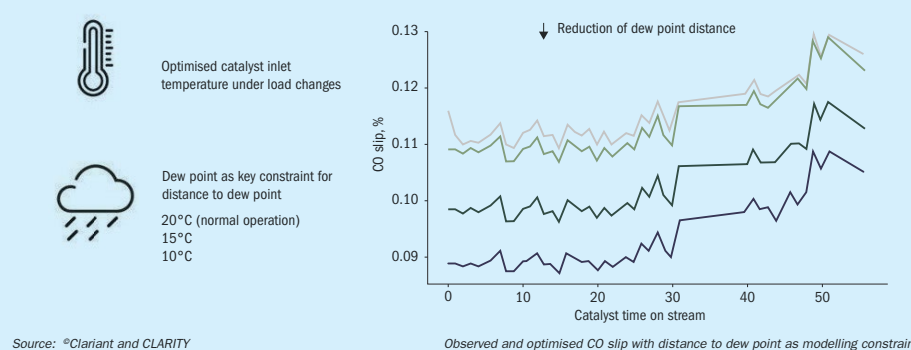 Optimised catalyst inlet
temperature under load changes
Dew point as key constraint for
distance to dew point
20°C (normal operation)
15°C
10°C
Reduction of dew point distance
CO slip, %
0.13
0.12
0.11
0.10
0.09
0 10 20 30 40 50
Catalyst time on stream
Source: ©Clariant and CLARITY
Observed and optimised CO slip with distance to dew point as modelling constrain